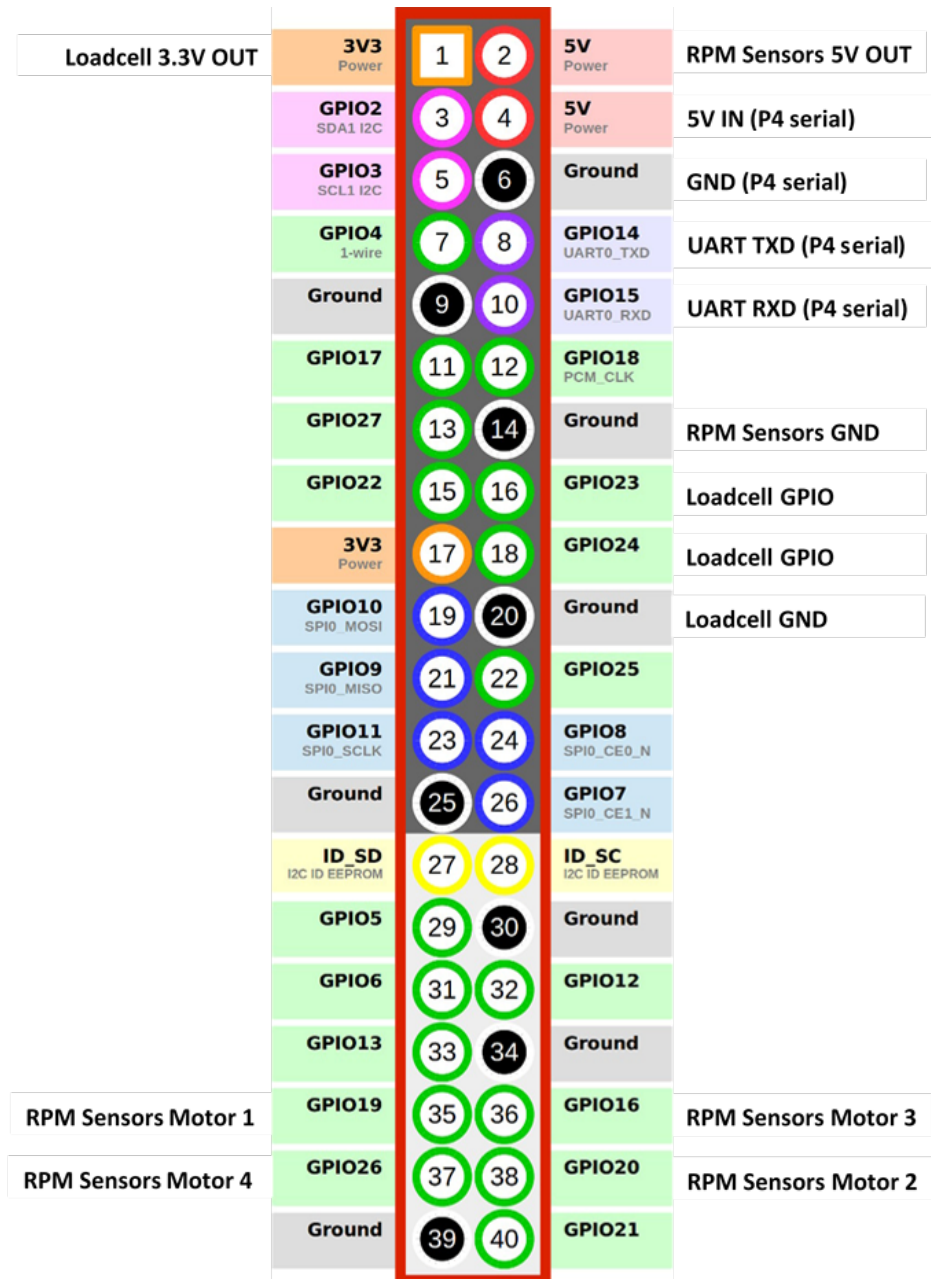 Loadcell 3.3V OUT 3V3 1 2 5V RPM Sensors 5V OUT
Power Power
GPIO2 3 4 5V 5V IN (P4 serial)
SDA1 I2C Power
GPIO3 5 6 Ground GND (P4 serial)
SCL1 I2C
GPIO4 7 8 GPIO14 UART TXD (P4 serial)
1-wire UART0_TXD
Ground 9 10 GPIO15 UART RXD (P4 serial)
UART0_RXD
GPIO17 11 12 GPIO18
PCM_CLK
GPIO27 13 14 Ground RPM Sensors GND
GPIO22 15 16 GPIO23 Loadcell GPIO
3V3 17 18 GPIO24 Loadcell GPIO
Power
GPIO10 19 20 Ground Loadcell GND
SPI0_MOSI
GPIO9 21 22 GPIO25
SPI0_MISO
GPIO11 23 24 GPIO8
SPI0_SCLK SPI0_CE0_N
Ground 25 26 GPIO7
SPI0_CE1_N
ID_SD 27 28 ID_SC
I2C ID EEPROM I2C ID EEPROM
GPIO5 29 30 Ground
GPIO6 31 32 GPIO12
GPIO13 33 34 Ground
RPM Sensors Motor 1 GPIO19 35 36 GPIO16 RPM Sensors Motor 3
RPM Sensors Motor 4 GPIO26 37 38 GPIO20 RPM Sensors Motor 2
Ground 39 40 GPIO21